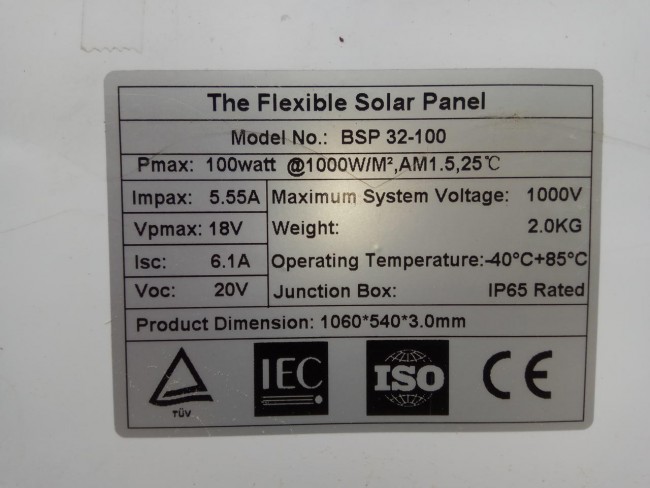 The Flexible Solar Panel
Model No.: BSP 32-100
Pmax: 100watt @1000W/M²,AM1.5,25℃
Impax: 5.55A Maximum System Voltage: 1000V
Vpmax: 18V Weight: 2.0KG
Isc: 6.1A Operating Temperature:-40°C+85°C
Voc: 20V Junction Box: IP65 Rated
Product Dimension: 1060*540*3.0mm
TÜV IEC ISO CE